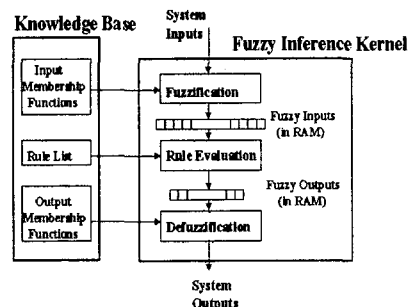 System
Inputs
Knowledge Base
Fuzzy Inference Kernel
Input
Membership
Functions
Fuzzification
Fuzzy Inputs
(in RAM)
Rule List
Rule Evaluation
Fuzzy Outputs
(in RAM)
Output
Membership
Functions
Defuzzification
System
Outputs